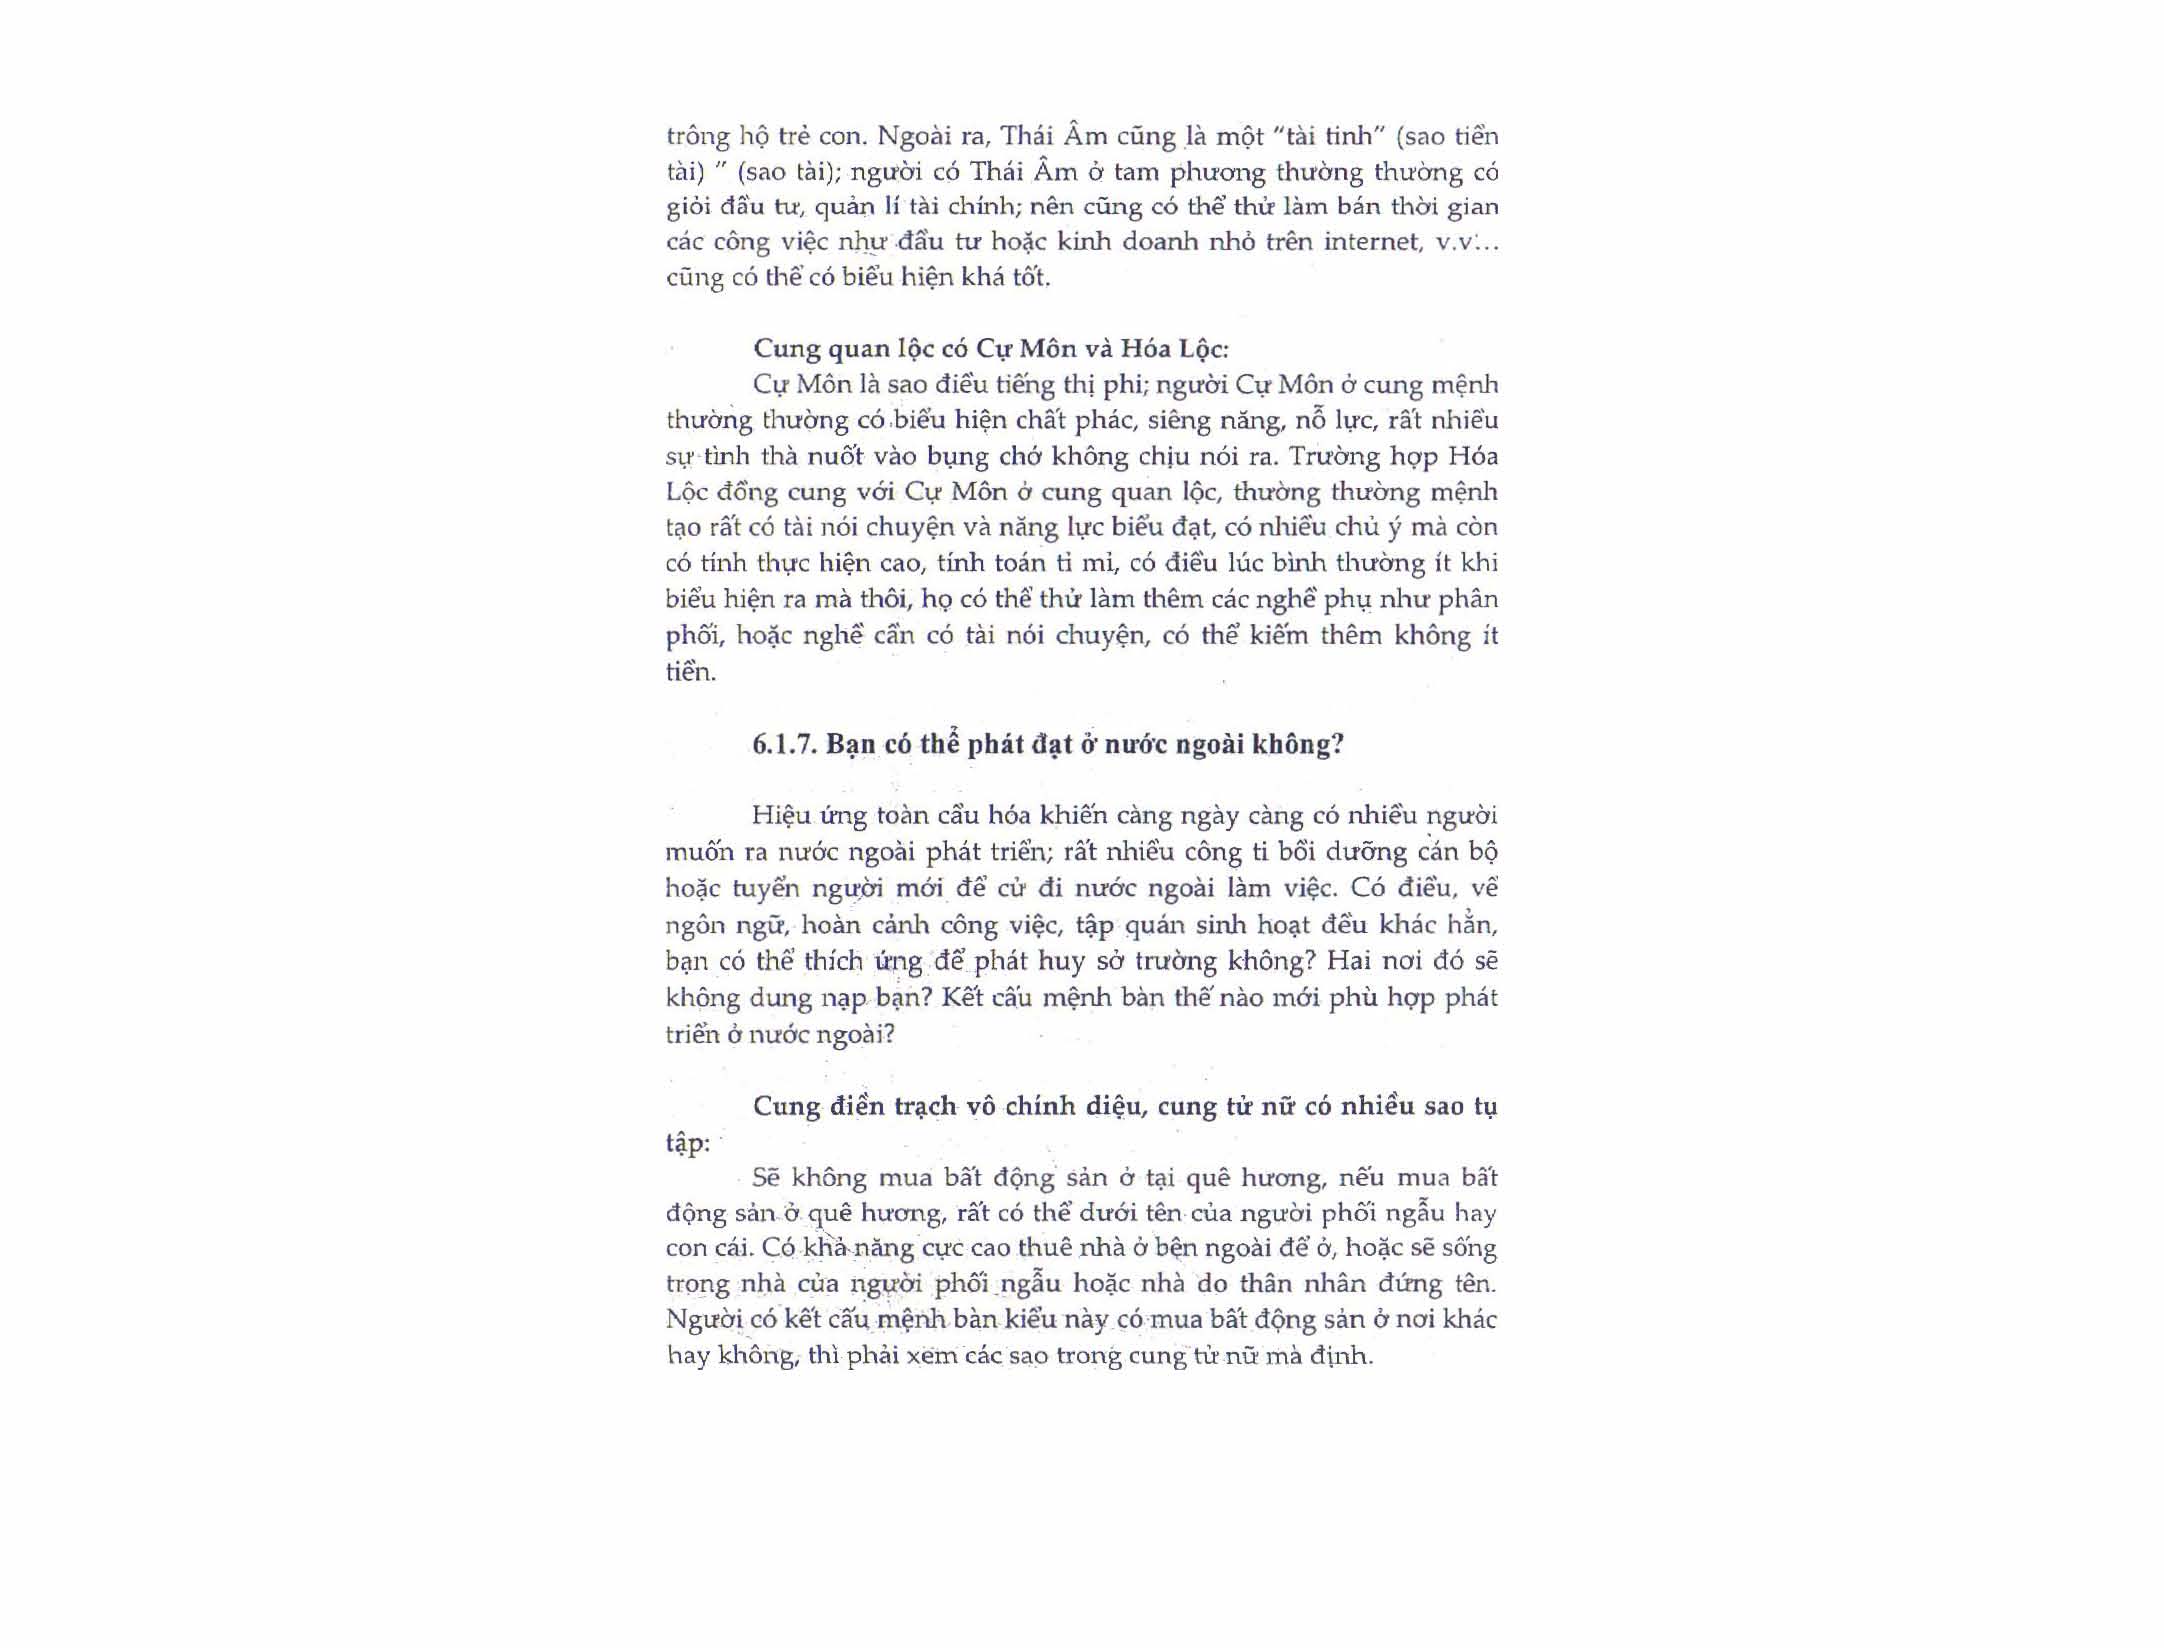 trông hộ trẻ con. Ngoài ra, Thái Âm cũng là một "tài tinh" (sao tiền
tài) " (sao tài); người có Thái Âm ở tam phương thường thường có
giỏi đầu tư, quản lí tài chính; nên cũng có thể thử làm bán thời gian
các công việc như đầu tư hoặc kinh doanh nhỏ trên internet, v.v...
cũng có thể có biểu hiện khá tốt.
Cung quan lộc có Cự Môn và Hóa Lộc:
Cự Môn là sao điều tiếng thị phi; người Cự Môn ở cung mệnh
thường thường có biểu hiện chất phác, siêng năng, nỗ lực, rất nhiều
sự tình thà nuốt vào bụng chớ không chịu nói ra. Trường hợp Hóa
Lộc đồng cung với Cự Môn ở cung quan lộc, thường thường mệnh
tạo rất có tài nói chuyện và năng lực biểu đạt, có nhiều chủ ý mà còn
có tính thực hiện cao, tính toán tỉ mỉ, có điều lúc bình thường ít khi
biểu hiện ra mà thôi, họ có thể thử làm thêm các nghề phụ như phân
phối, hoặc nghề cần có tài nói chuyện, có thể kiếm thêm không ít
tiền.
6.1.7. Bạn có thể phát đạt ở nước ngoài không?
Hiệu ứng toàn cầu hóa khiến càng ngày càng có nhiều người
muốn ra nước ngoài phát triển; rất nhiều công ti bồi dưỡng cán bộ
hoặc tuyển người mới để cử đi nước ngoài làm việc. Có điều, về
ngôn ngữ, hoàn cảnh công việc, tập quán sinh hoạt đều khác hẳn,
bạn có thể thích ứng để phát huy sở trường không? Hai nơi đó sẽ
không dung nạp bạn? Kết cấu mệnh bàn thế nào mới phù hợp phát
triển ở nước ngoài?
Cung điền trạch vô chính diệu, cung tử nữ có nhiều sao tụ
tập:
Sẽ không mua bất động sản ở tại quê hương, nếu mua bất
động sản ở quê hương, rất có thể dưới tên của người phối ngẫu hay
con cái. Có khả năng cực cao thuê nhà ở bên ngoài để ở, hoặc sẽ sống
trong nhà của người phối ngẫu hoặc nhà do thân nhân đứng tên.
Người có kết cấu mệnh bàn kiểu này có mua bất động sản ở nơi khác
hay không, thì phải xem các sao trong cung tử nữ mà định.